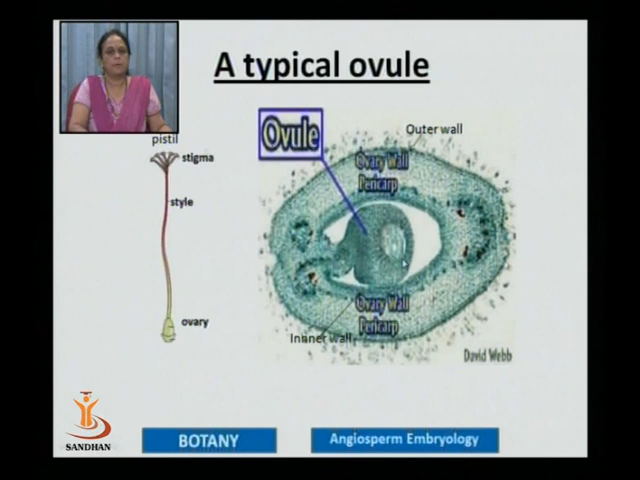 A typical ovule
pistil
stigma
style
ovary
Ovule
Outer wall
Ovary Wall
Pericarp
Ovary Wall
Pericarp
Innner wall
David Webb
SANDHAN
BOTANY
Angiosperm Embryology